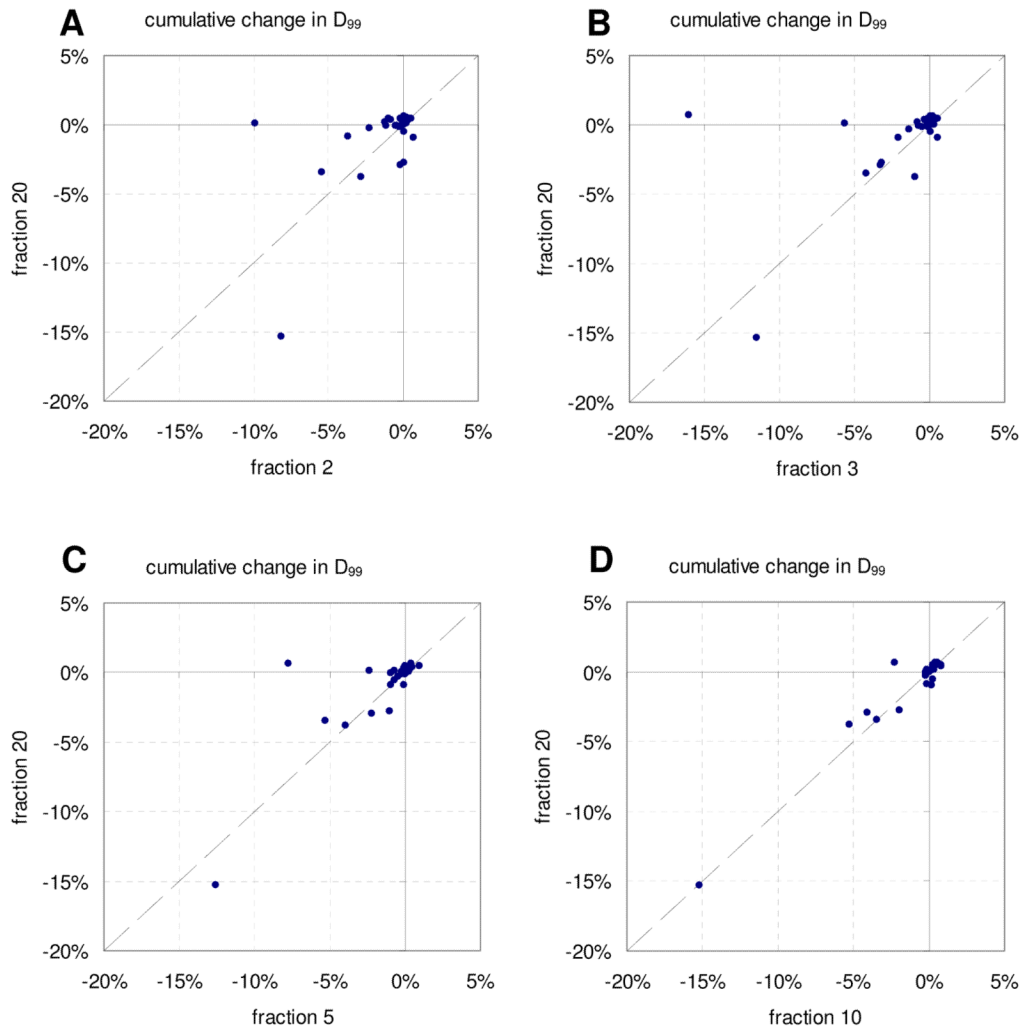 A
cumulative change in D99
5%
0%
-5%
-10%
-15%
-20%
fraction 20
-20% -15% -10% -5% 0% 5%
fraction 2
B
cumulative change in D99
5%
0%
-5%
-10%
-15%
-20%
fraction 20
-20% -15% -10% -5% 0% 5%
fraction 3
C
cumulative change in D99
5%
0%
-5%
-10%
-15%
-20%
fraction 20
-20% -15% -10% -5% 0% 5%
fraction 5
D
cumulative change in D99
5%
0%
-5%
-10%
-15%
-20%
fraction 20
-20% -15% -10% -5% 0% 5%
fraction 10